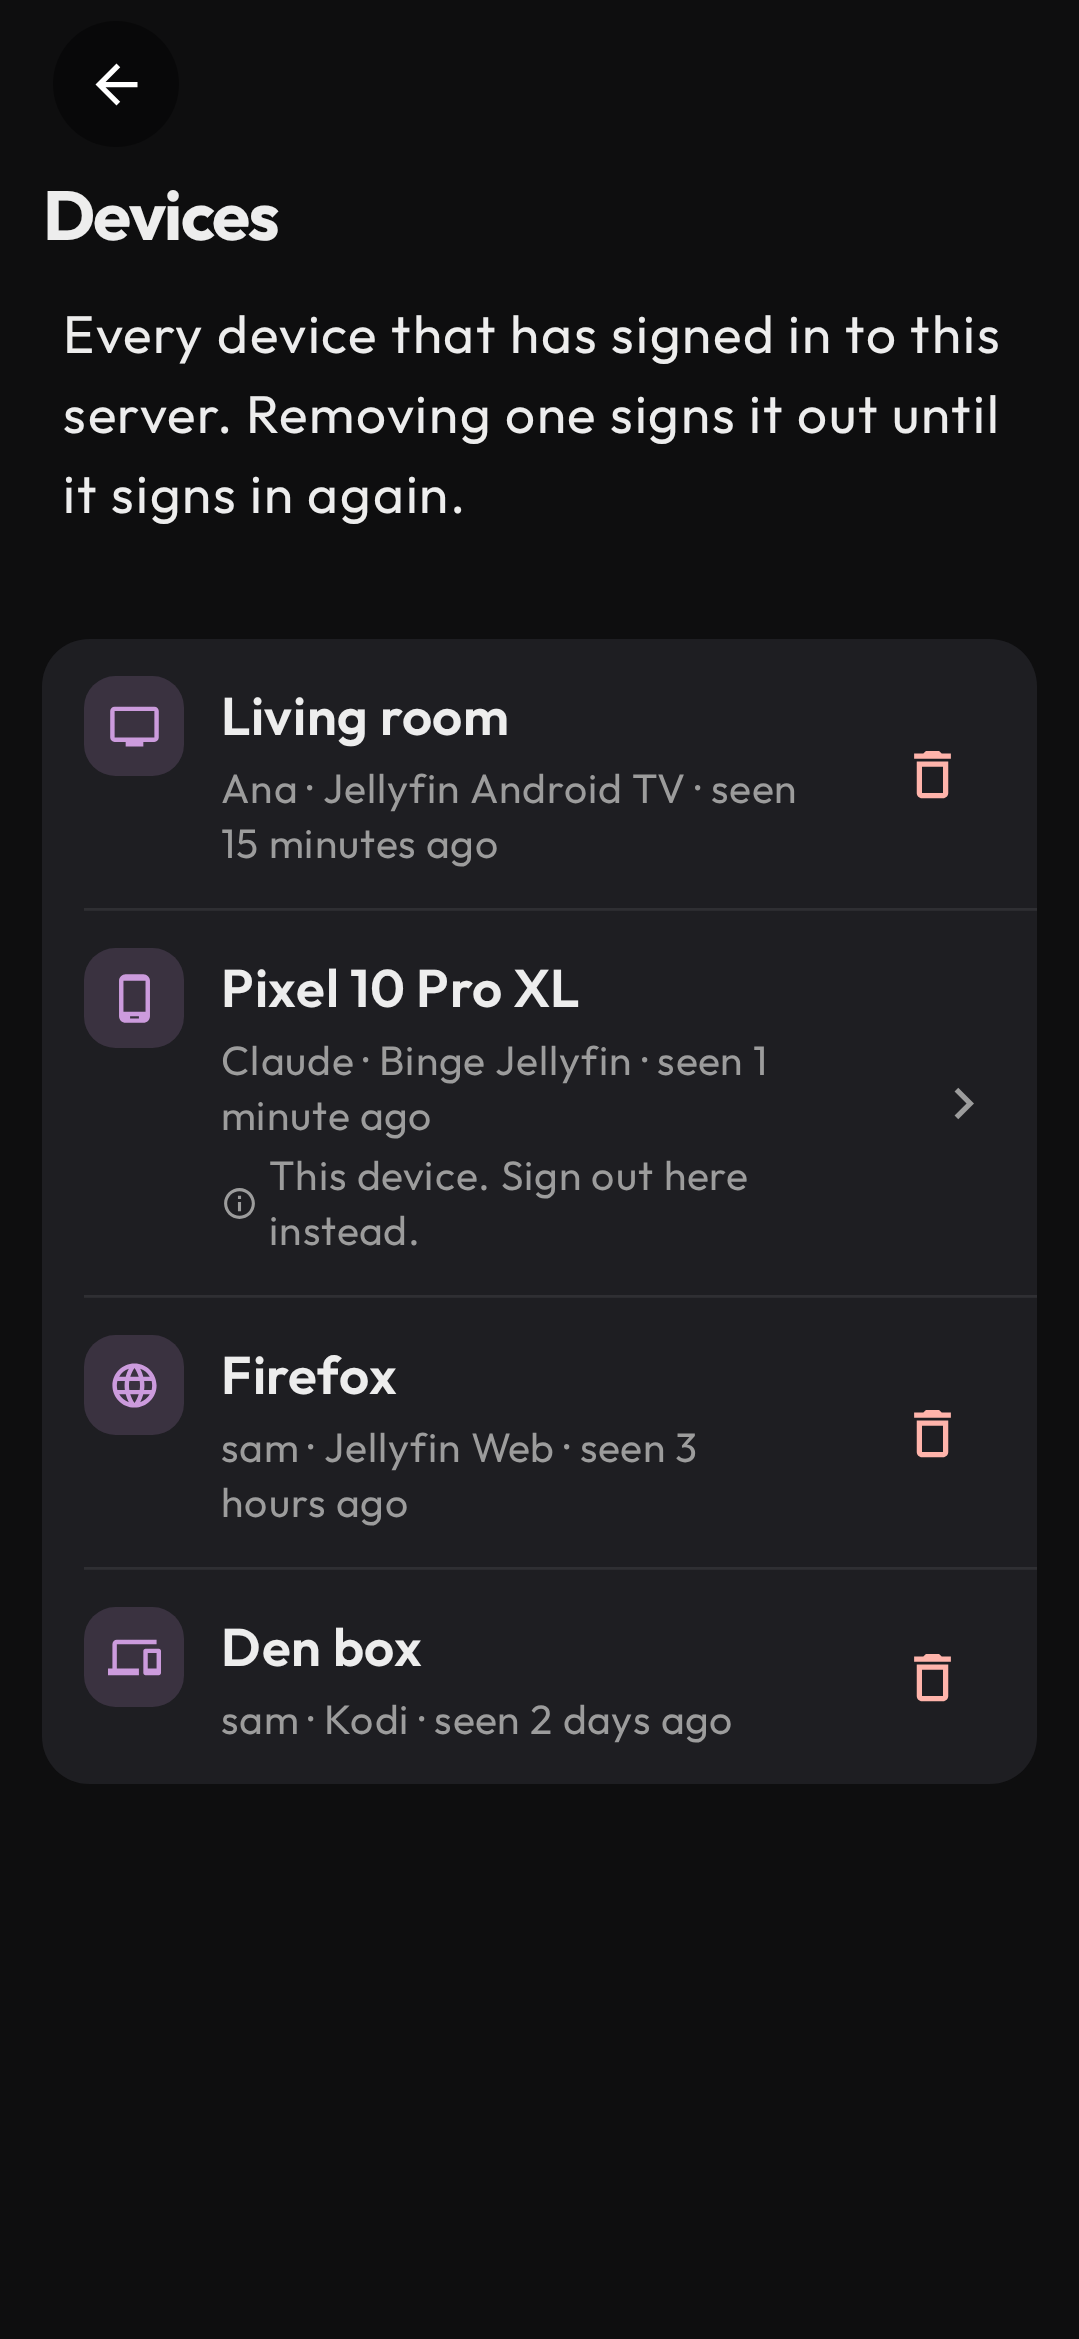 Devices
Every device that has signed in to this
server. Removing one signs it out until
it signs in again.
Living room
Ana · Jellyfin Android TV · seen
15 minutes ago
Pixel 10 Pro XL
Claude · Binge Jellyfin · seen 1
minute ago
This device. Sign out here
instead.
Firefox
sam · Jellyfin Web · seen 3
hours ago
Den box
sam · Kodi · seen 2 days ago